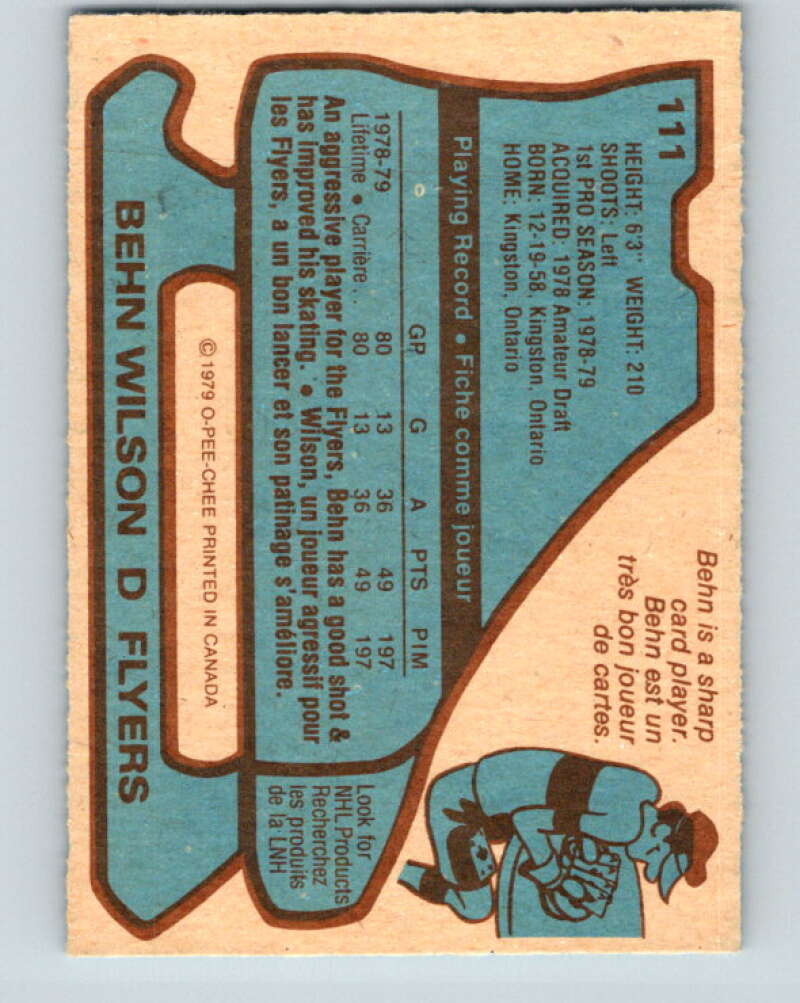 111
HEIGHT: 6'3" WEIGHT: 210
SHOOTS: Left
1st PRO SEASON: 1978-79
ACQUIRED: 1978 Amateur Draft
BORN: 12-19-58, Kingston, Ontario
HOME: Kingston, Ontario
Behn is a sharp
card player.
Behn est un
très bon joueur
de cartes.
Playing Record • Fiche comme joueur
GP G A PTS PIM
1978-79 80 13 36 49 197
Lifetime • Carrière... 80 13 36 49 197
An aggressive player for the Flyers, Behn has a good shot &
has improved his skating. • Wilson, un joueur agressif pour
les Flyers, a un bon lancer et son patinage s'améliore.
Look for
NHL Products
Recherchez
les produits
de la LNH
© 1979 O-PEE-CHEE PRINTED IN CANADA
BEHN WILSON D FLYERS